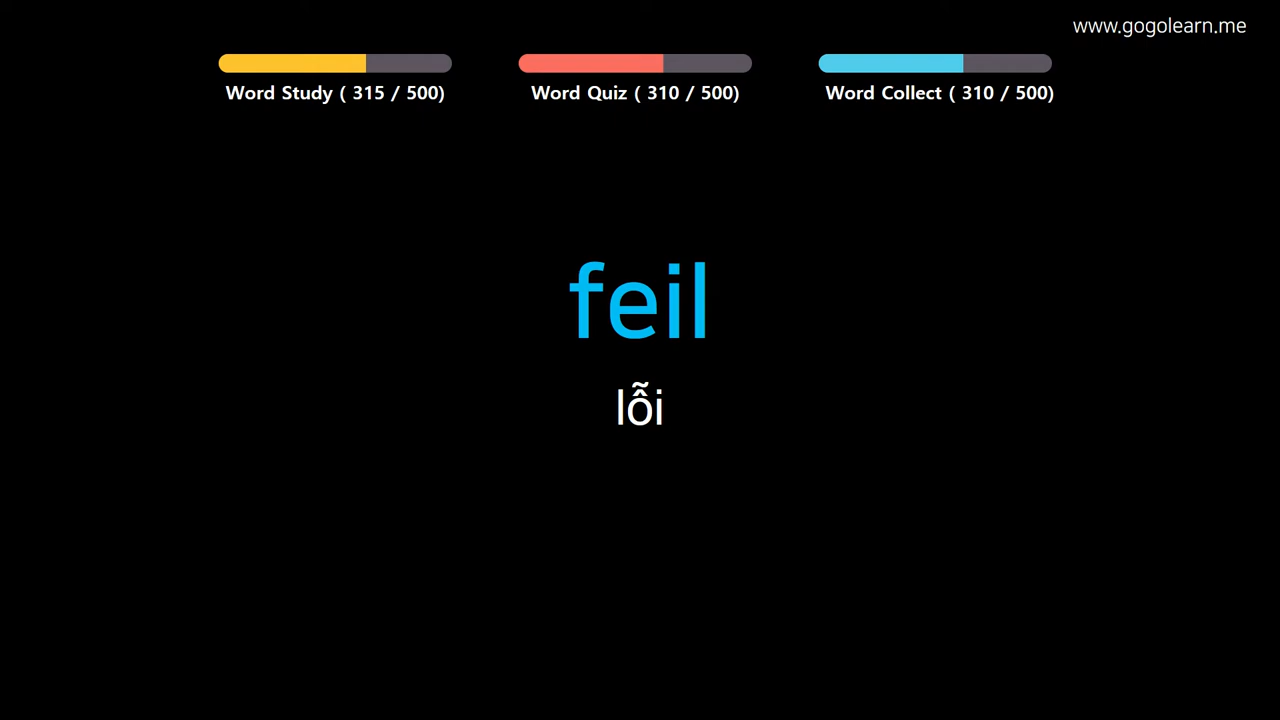 www.gogolearn.me
Word Study ( 315 / 500)
Word Quiz ( 310 / 500)
Word Collect ( 310 / 500)
feil
lỗi